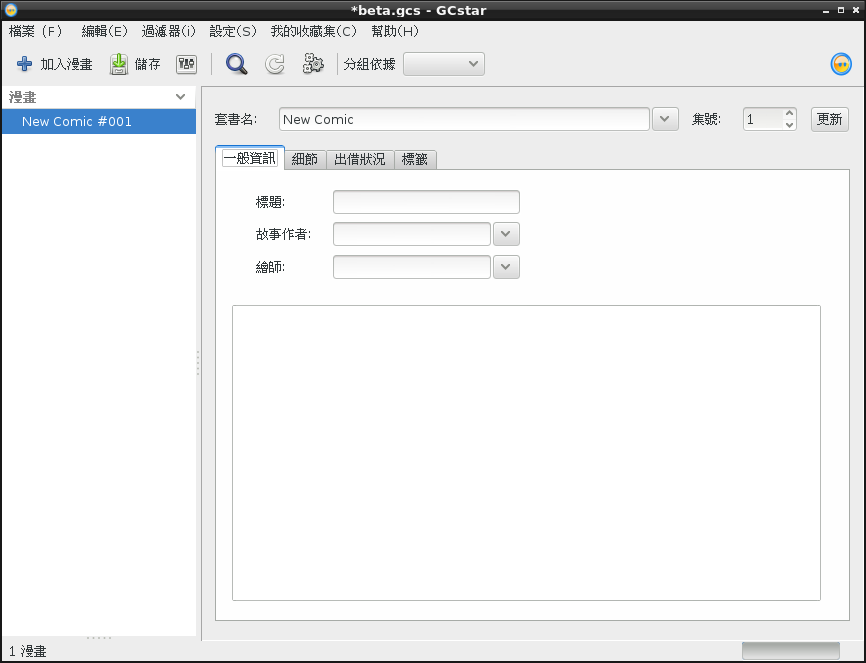 *beta.gcs - GCstar
檔案 (F) 編輯(E) 過濾器(i) 設定(S) 我的收藏集(C) 幫助(H)
加入漫畫 儲存 分組依據
漫畫
New Comic #001
套書名: New Comic 集號: 1 更新
一般資訊 細節 出借狀況 標籤
標題:
故事作者:
繪師:
1 漫畫